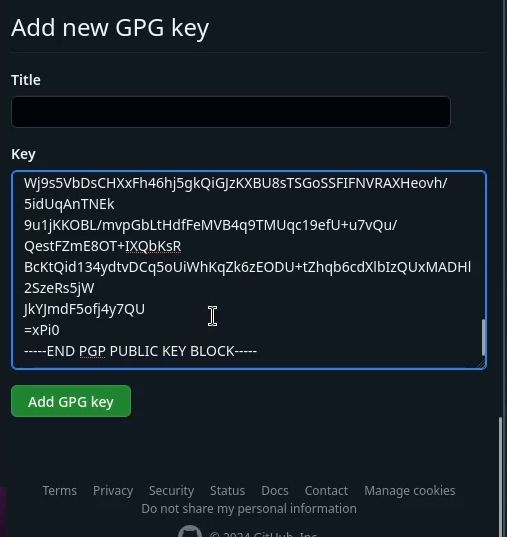 Add new GPG key
Title
Key
Wj9s5VbDsCHXxFh46hj5gkQiGJzKXBU8sTSGoSSFIFNVRAXHeovh/
5idUqAnTNEk
9u1jKKOBL/mvpGbLtHdfFeMVB4q9TMUqc19efU+u7vQu/
QestFZmE8OT+IXQbKsR
BcKtQid134ydtvDCq5oUiWhKqZk6zEODU+tZhqb6cdXlbIzQUxMADHl
2SzeRs5jW
JkYJmdF5ofj4y7QU
=xPi0
-----END PGP PUBLIC KEY BLOCK-----
Add GPG key
Terms Privacy Security Status Docs Contact Manage cookies
Do not share my personal information
© 2024 GitHub, Inc.